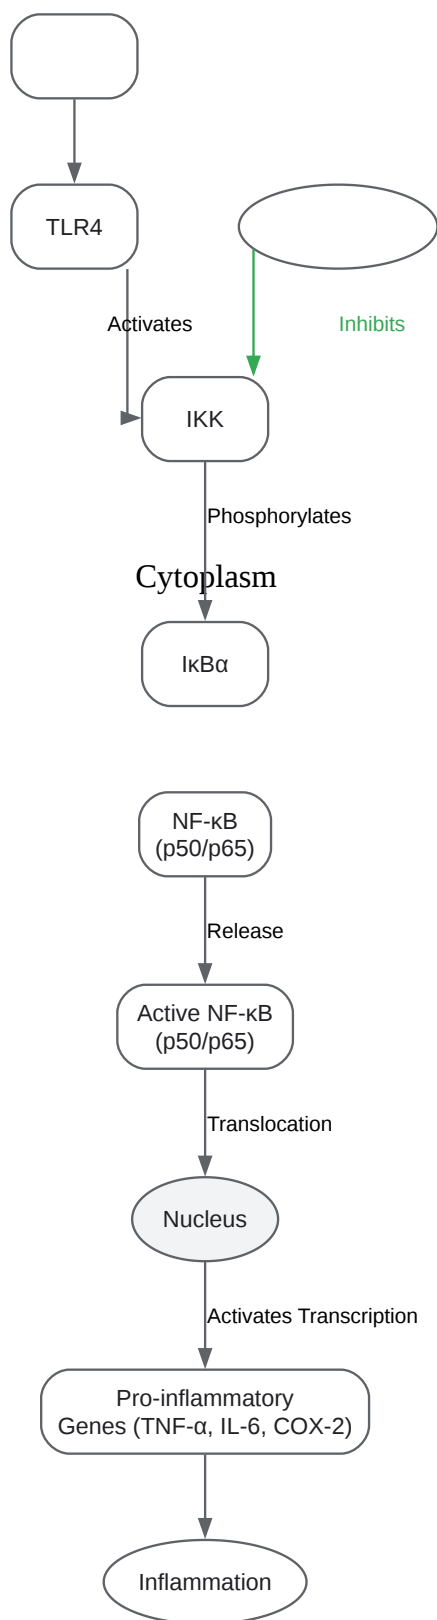 TLR4
Activates
Inhibits
IKK
Phosphorylates
Cytoplasm
IκBα
NF-κB
(p50/p65)
Release
Active NF-κB
(p50/p65)
Translocation
Nucleus
Activates Transcription
Pro-inflammatory
Genes (TNF-α, IL-6, COX-2)
Inflammation